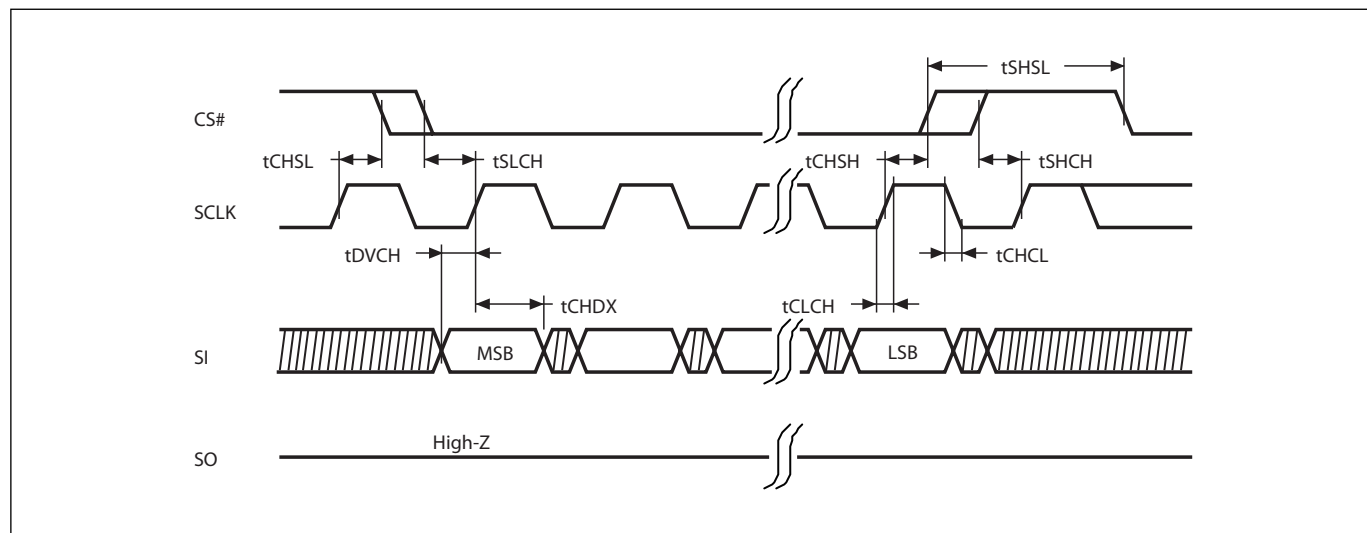 tSHSL
CS#
tCHSL
tSLCH
tCHSH
tSHCH
SCLK
tDVCH
tCHCL
tCHDX
tCLCH
SI
MSB
LSB
High-Z
SO